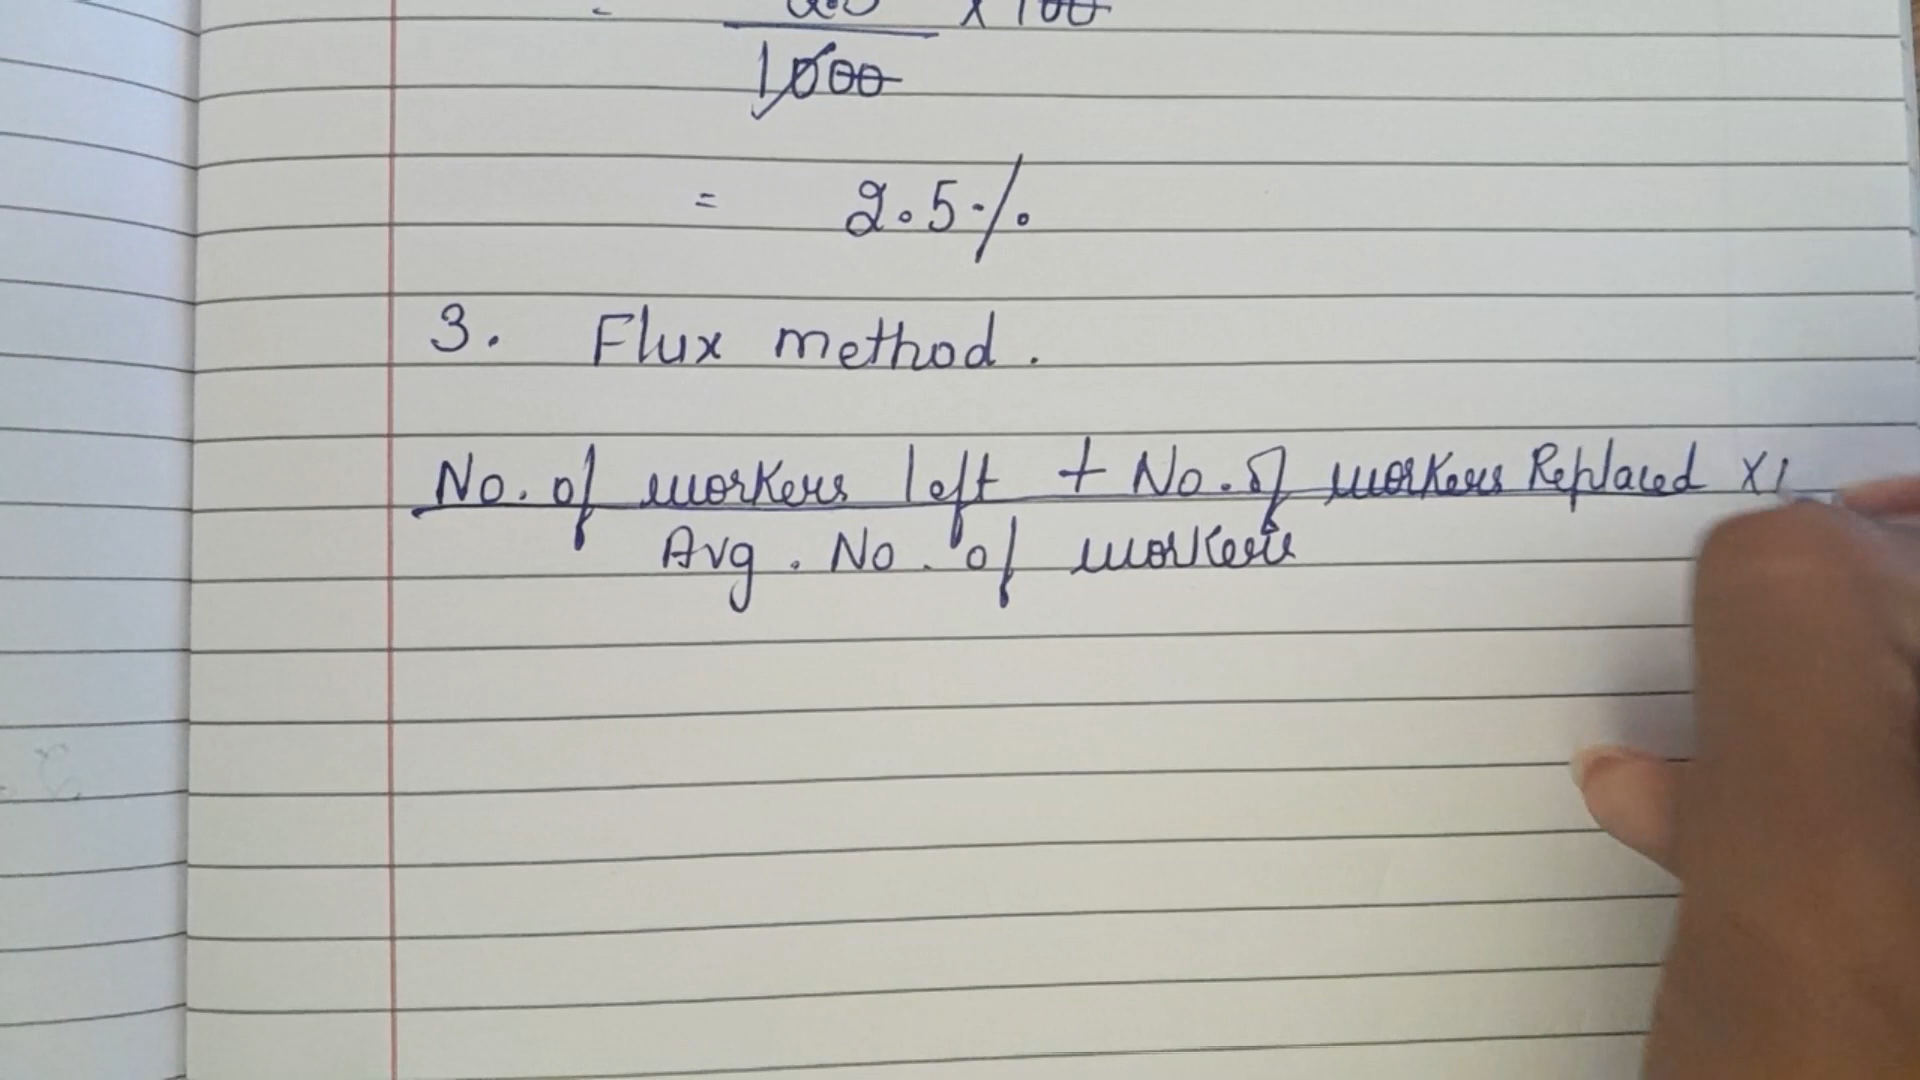 × 100
1000
= 2.5%
3. Flux method.
No. of workers left + No. of workers Replaced X1
Avg. No. of workers